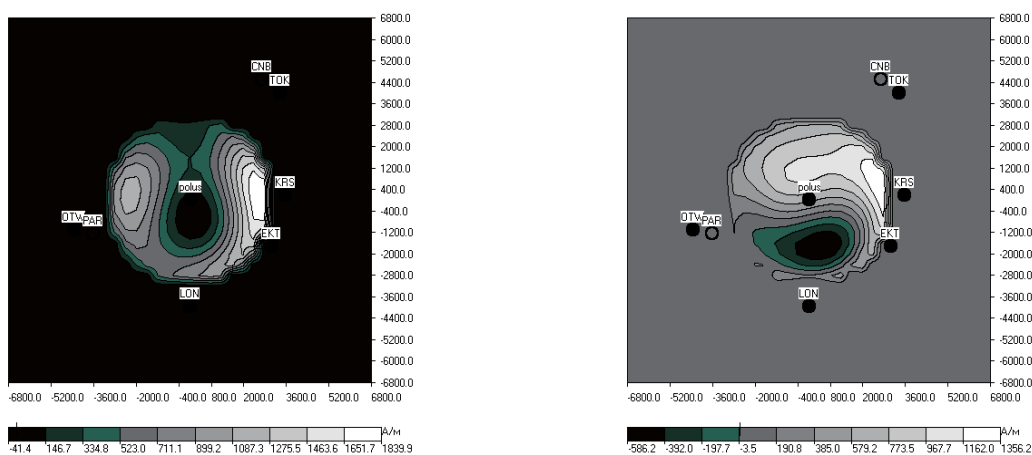 6800.0
6000.0
5200.0
4400.0
3600.0
2800.0
2000.0
1200.0
400.0
-400.0
-1200.0
-2000.0
-2800.0
-3600.0
-4400.0
-5200.0
-6000.0
-6800.0
CNB
TOK
polus
KRS
OTV PAR
EKT
LON
-6800.0 -5200.0 -3600.0 -2000.0 -400.0 800.0 2000.0 3600.0 5200.0 6800.0
А/м
-41.4 146.7 334.8 523.0 711.1 899.2 1087.3 1275.5 1463.6 1651.7 1839.9
6800.0
6000.0
5200.0
4400.0
3600.0
2800.0
2000.0
1200.0
400.0
-400.0
-1200.0
-2000.0
-2800.0
-3600.0
-4400.0
-5200.0
-6000.0
-6800.0
CNB
TOK
polus
KRS
OTV PAR
EKT
LON
-6800.0 -5200.0 -3600.0 -2000.0 -400.0 800.0 2000.0 3600.0 5200.0 6800.0
А/м
-586.2 -392.0 -197.7 -3.5 190.8 385.0 579.2 773.5 967.7 1162.0 1356.2